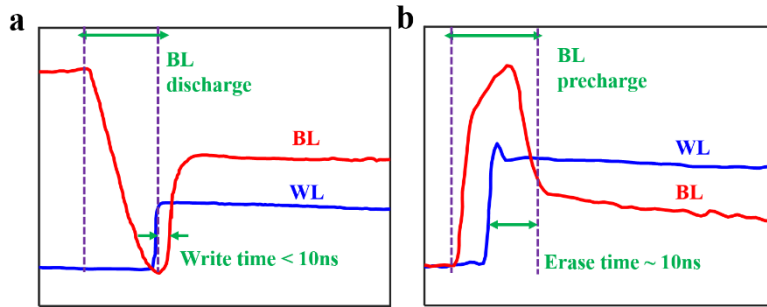 a
BL
discharge
BL
WL
Write time < 10ns
b
BL
precharge
WL
BL
Erase time ~ 10ns